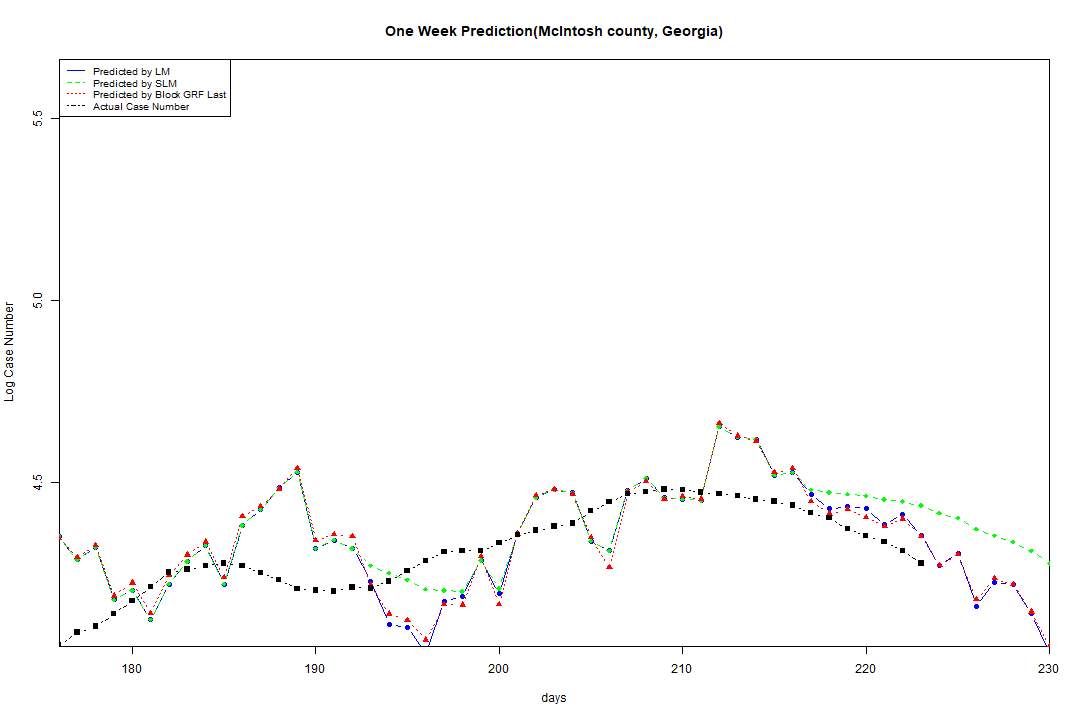 One Week Prediction(McIntosh county, Georgia)
Predicted by LM
Predicted by SLM
Predicted by Block GRF Last
Actual Case Number
5.5
5.0
4.5
Log Case Number
180 190 200 210 220 230
days